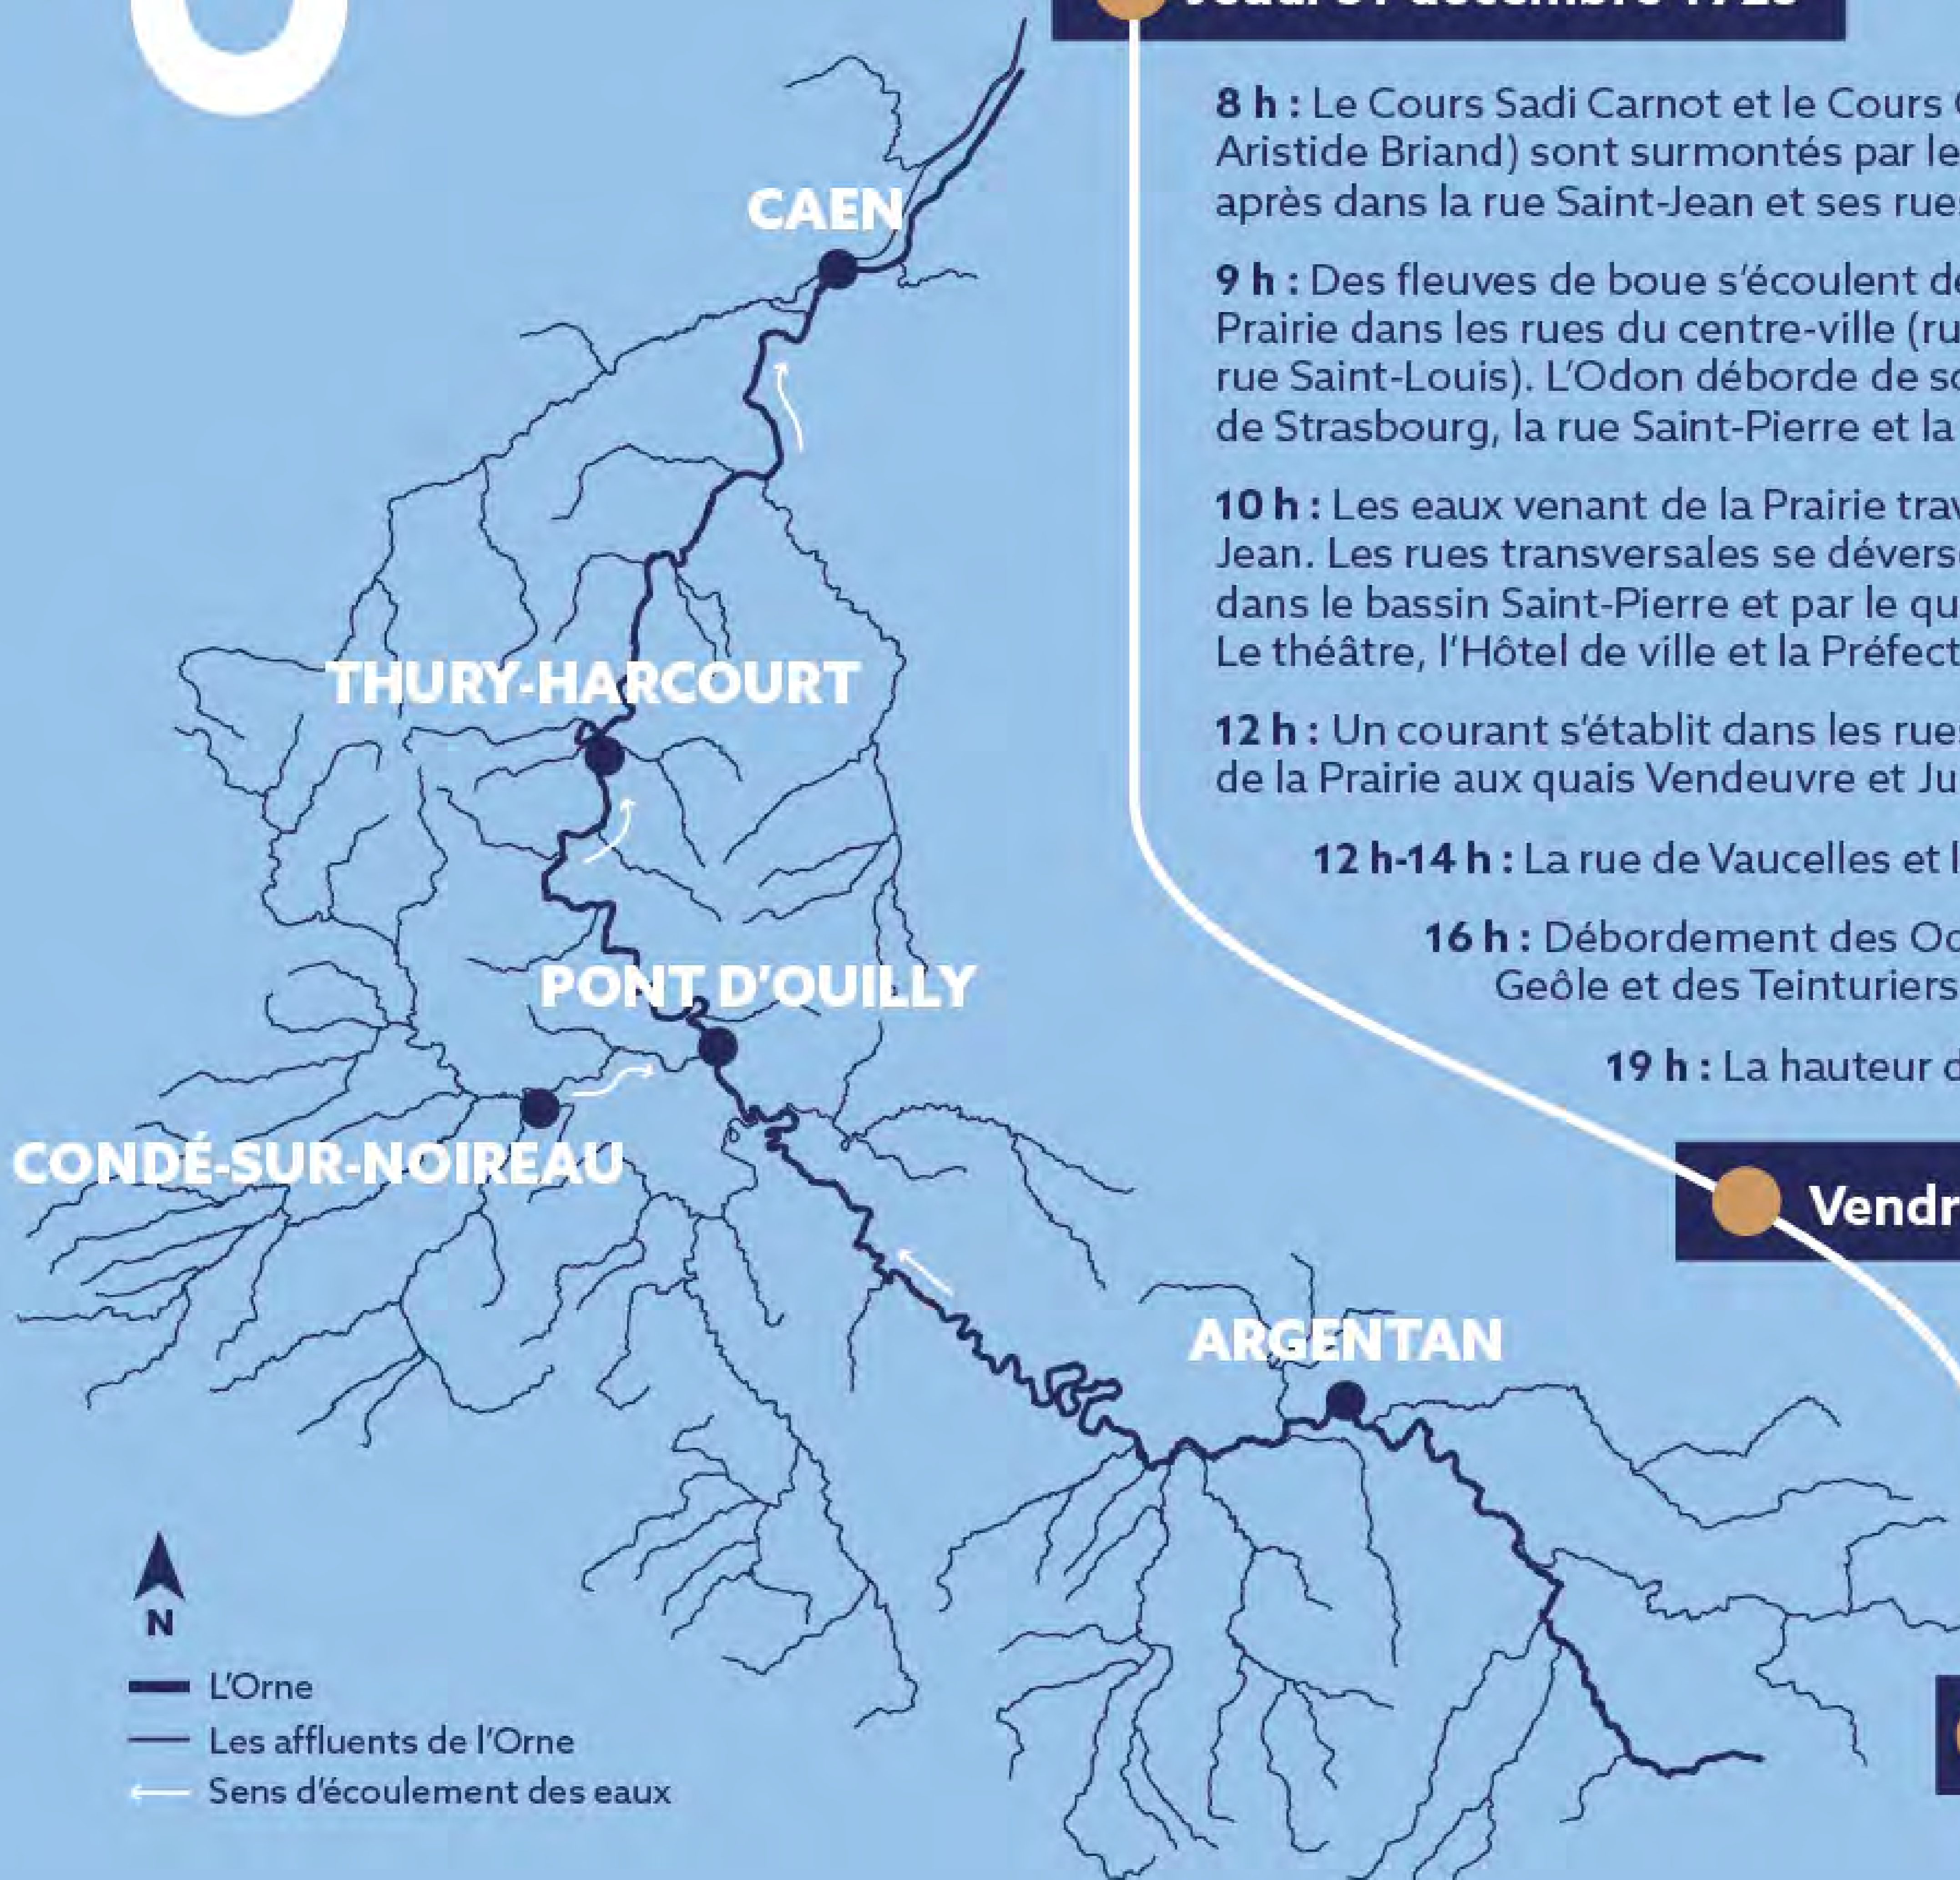 décembre
8 h : Le Cours Sadi Carnot et le Cours
Aristide Briand) sont surmontés par le
après dans la rue Saint-Jean et ses rue
9 h : Des fleuves de boue s'écoulent de
Prairie dans les rues du centre-ville (ru
rue Saint-Louis). L'Odon déborde de so
de Strasbourg, la rue Saint-Pierre et la
10 h : Les eaux venant de la Prairie trav
Jean. Les rues transversales se dévers
dans le bassin Saint-Pierre et par le qu
Le théâtre, l'Hôtel de ville et la Préfect
12 h : Un courant s'établit dans les rue
de la Prairie aux quais Vendeuvre et Ju
12 h-14 h : La rue de Vaucelles et l
16 h : Débordement des Oc
Geôle et des Teinturiers
19 h : La hauteur d
Vendr
CAEN
THURY-HARCOURT
PONT D'OUILLY
CONDÉ-SUR-NOIREAU
ARGENTAN
N
L'Orne
Les affluents de l'Orne
Sens d'écoulement des eaux